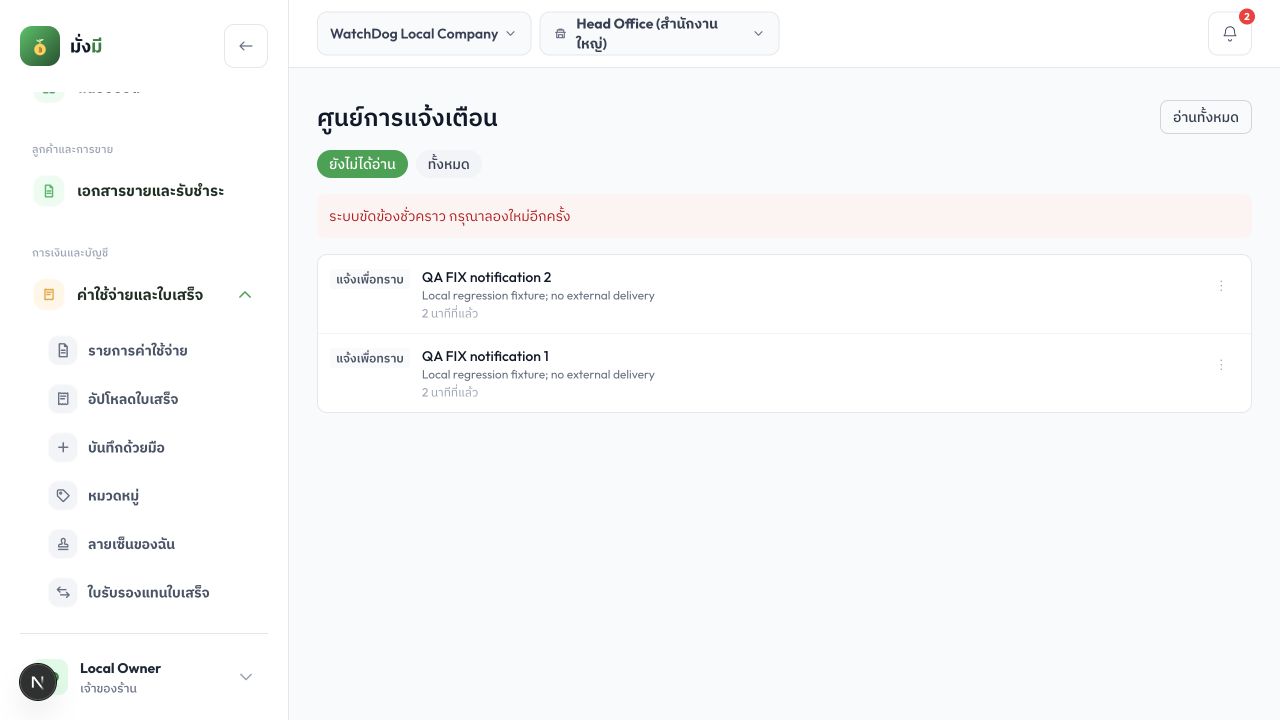 มั่งมี
ลูกค้าและการขาย
เอกสารขายและรับชำระ
การเงินและบัญชี
ค่าใช้จ่ายและใบเสร็จ
รายการค่าใช้จ่าย
อัปโหลดใบเสร็จ
บันทึกด้วยมือ
หมวดหมู่
ลายเซ็นของฉัน
ใบรับรองแทนใบเสร็จ
Local Owner
เจ้าของร้าน
N
WatchDog Local Company
Head Office (สำนักงาน
ใหญ่)
2
ศูนย์การแจ้งเตือน
อ่านทั้งหมด
ยังไม่ได้อ่าน
ทั้งหมด
ระบบขัดข้องชั่วคราว กรุณาลองใหม่อีกครั้ง
แจ้งเพื่อทราบ
QA FIX notification 2
Local regression fixture; no external delivery
2 นาทีที่แล้ว
แจ้งเพื่อทราบ
QA FIX notification 1
Local regression fixture; no external delivery
2 นาทีที่แล้ว